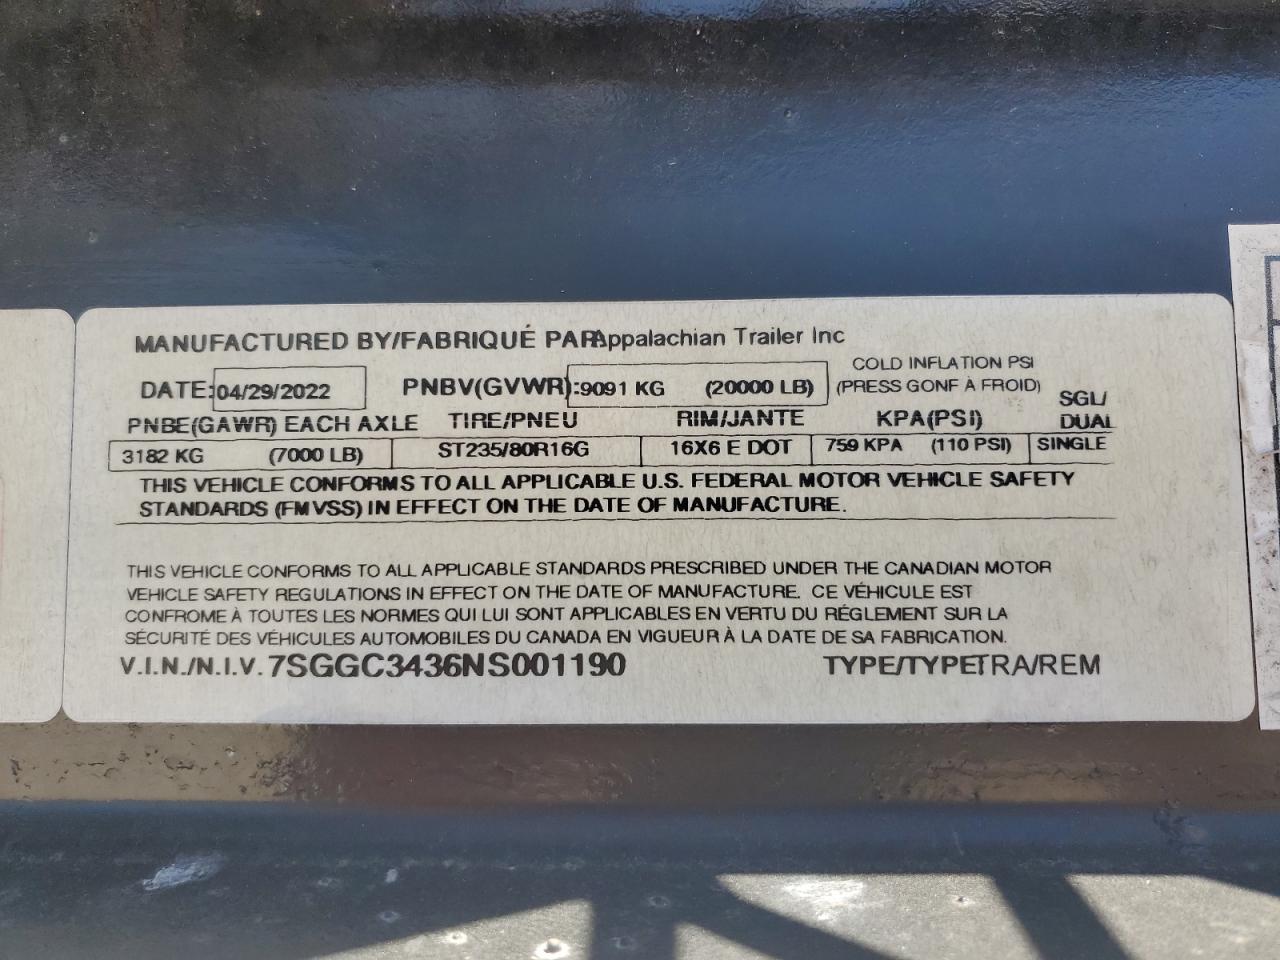 MANUFACTURED BY/FABRIQUÉ PAR: Appalachian Trailer Inc
COLD INFLATION PSI
DATE: 04/29/2022 PNBV(GVWR): 9091 KG (20000 LB) (PRESS GONF À FROID)
SGL/
PNBE(GAWR) EACH AXLE TIRE/PNEU RIM/JANTE KPA(PSI) DUAL
3182 KG (7000 LB) ST235/80R16G 16X6 E DOT 759 KPA (110 PSI) SINGLE
THIS VEHICLE CONFORMS TO ALL APPLICABLE U.S. FEDERAL MOTOR VEHICLE SAFETY
STANDARDS (FMVSS) IN EFFECT ON THE DATE OF MANUFACTURE.
THIS VEHICLE CONFORMS TO ALL APPLICABLE STANDARDS PRESCRIBED UNDER THE CANADIAN MOTOR
VEHICLE SAFETY REGULATIONS IN EFFECT ON THE DATE OF MANUFACTURE. CE VÉHICULE EST
CONFROME À TOUTES LES NORMES QUI LUI SONT APPLICABLES EN VERTU DU RÉGLEMENT SUR LA
SÉCURITÉ DES VÉHICULES AUTOMOBILES DU CANADA EN VIGUEUR À LA DATE DE SA FABRICATION.
V.I.N./N.I.V. 7SGGC3436NS001190 TYPE/TYPE TRA/REM